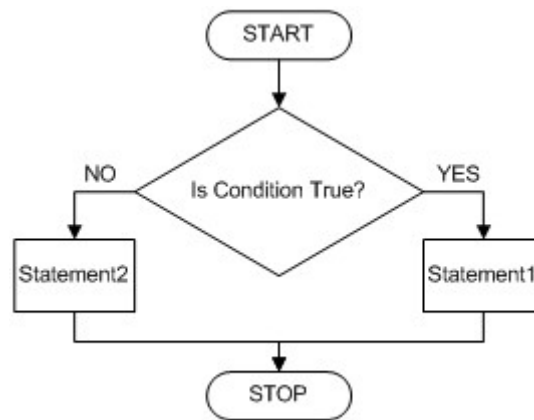 START
NO
YES
Is Condition True?
Statement2
Statement1
STOP